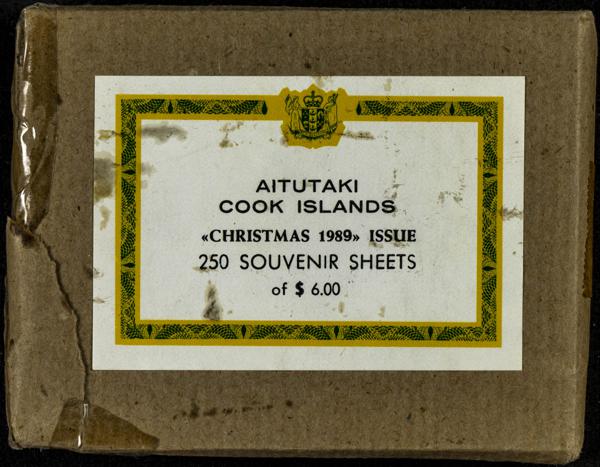 AITUTAKI
COOK ISLANDS
«CHRISTMAS 1989» ISSUE
250 SOUVENIR SHEETS
of $ 6.00